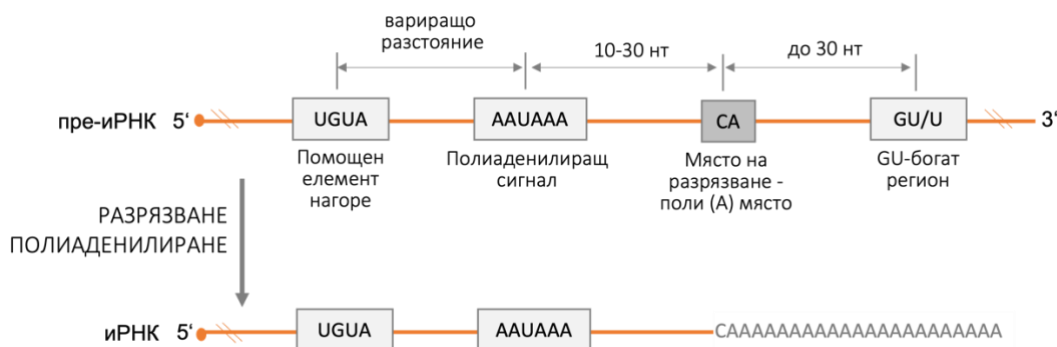 вариращо
разстояние
10-30 нт
до 30 нт
пре-иРНК 5‘ UGUA AAUAAA CA GU/U 3‘
Помощен
елемент
нагоре
Полиаденилиращ
сигнал
Място на
разрязване -
поли (А) място
GU-богат
регион
РАЗРЯЗВАНЕ
ПОЛИАДЕНИЛИРАНЕ
иРНК 5‘ UGUA AAUAAA CAAAAAAAAAAAAAAAAAAAAA